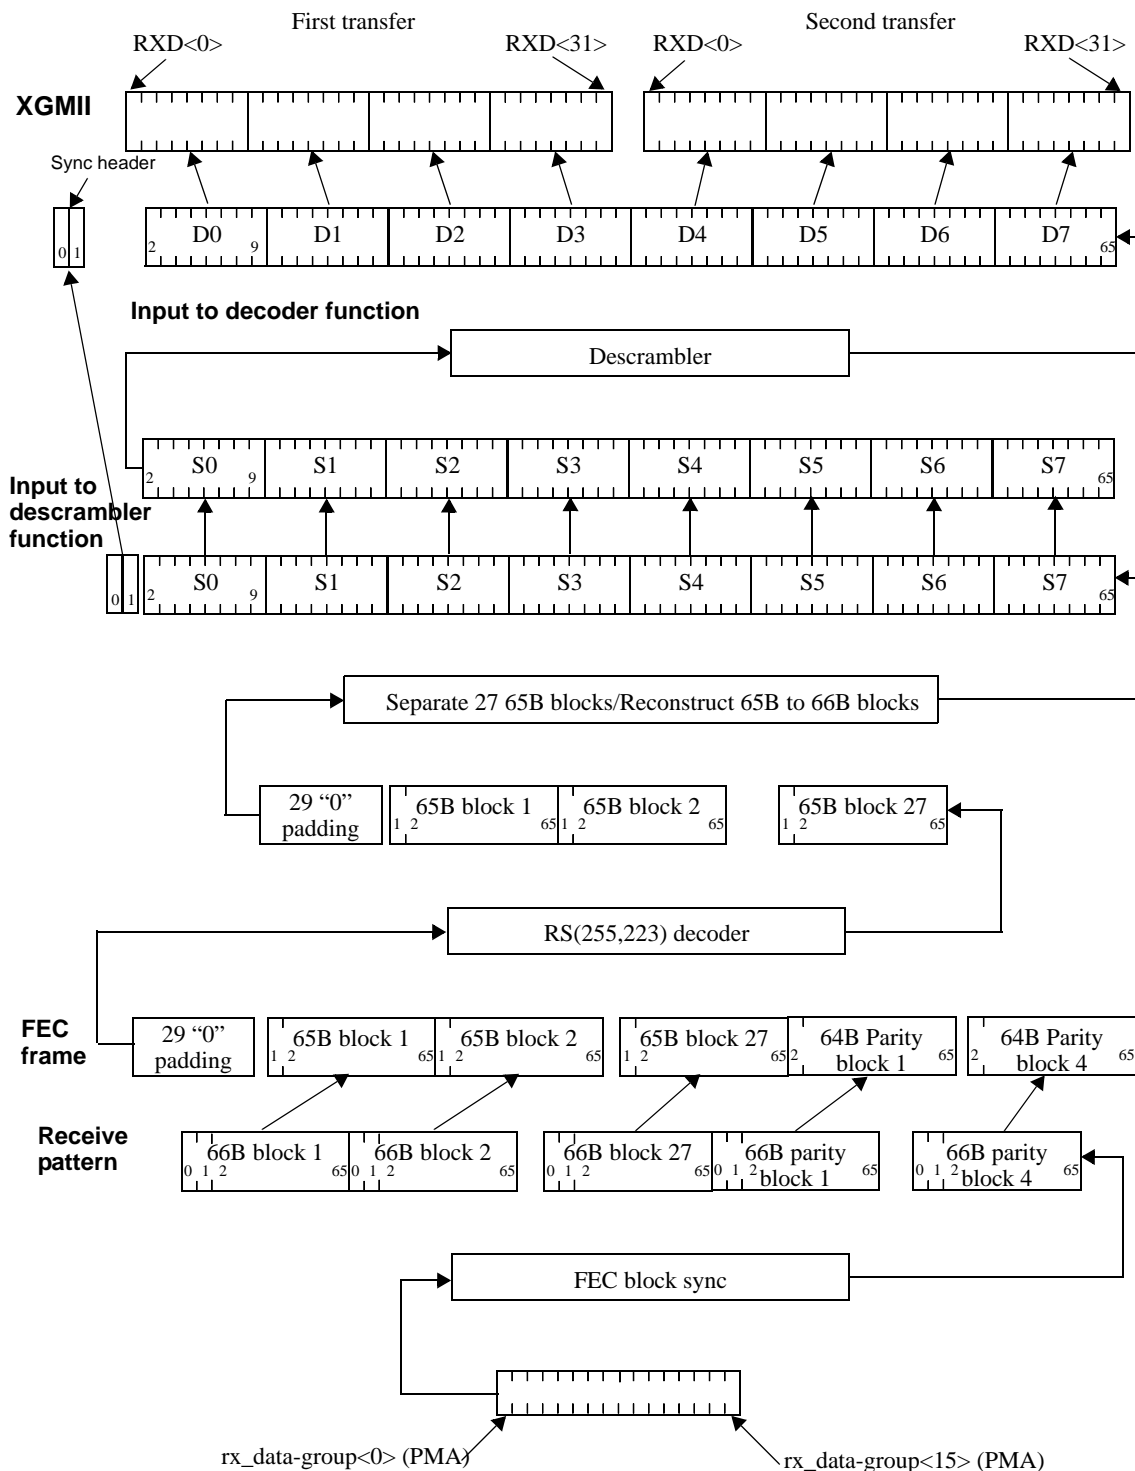 First transfer
Second transfer
RXD<0>
RXD<31>
RXD<0>
RXD<31>
XGMII
Sync header
0 1
2 D0 9 D1 D2 D3 D4 D5 D6 D7 65
Input to decoder function
Descrambler
2 S0 9 S1 S2 S3 S4 S5 S6 S7 65
Input to
descrambler
function
0 1 2 S0 9 S1 S2 S3 S4 S5 S6 S7 65
Separate 27 65B blocks/Reconstruct 65B to 66B blocks
29 “0”
padding
1 2 65B block 1 65
1 2 65B block 2 65
1 2 65B block 27 65
RS(255,223) decoder
FEC
frame
29 “0”
padding
1 2 65B block 1 65
1 2 65B block 2 65
1 2 65B block 27 65
2 64B Parity 65
block 1
2 64B Parity 65
block 4
Receive
pattern
0 1 2 66B block 1 65
0 1 2 66B block 2 65
0 1 2 66B block 27 65
0 1 2 66B parity 65
block 1
0 1 2 66B parity 65
block 4
FEC block sync
rx_data-group<0> (PMA)
rx_data-group<15> (PMA)